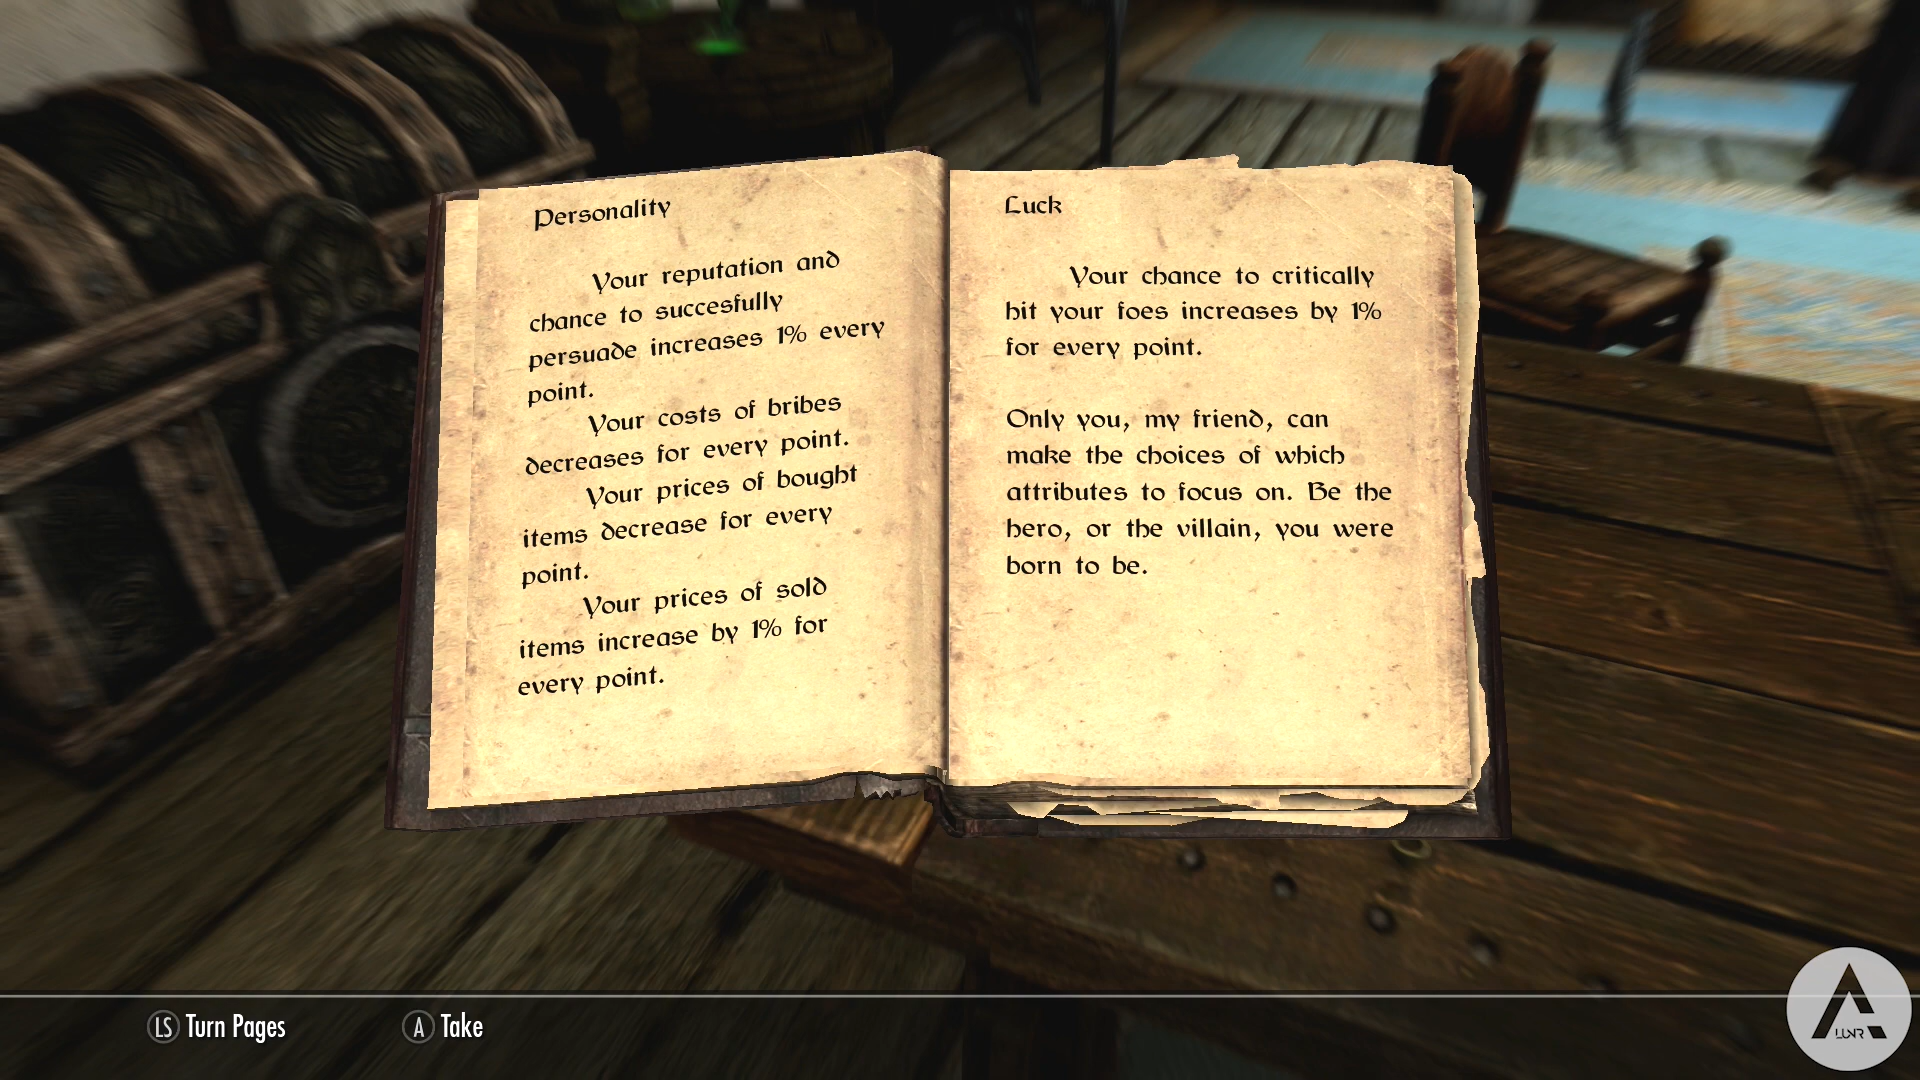 Personality
Your reputation and
chance to succesfully
persuade increases 1% every
point.
Your costs of bribes
decreases for every point.
Your prices of bought
items decrease for every
point.
Your prices of sold
items increase by 1% for
every point.
Luck
Your chance to critically
hit your foes increases by 1%
for every point.
Only you, my friend, can
make the choices of which
attributes to focus on. Be the
hero, or the villain, you were
born to be.
LS Turn Pages
A Take
LUNR